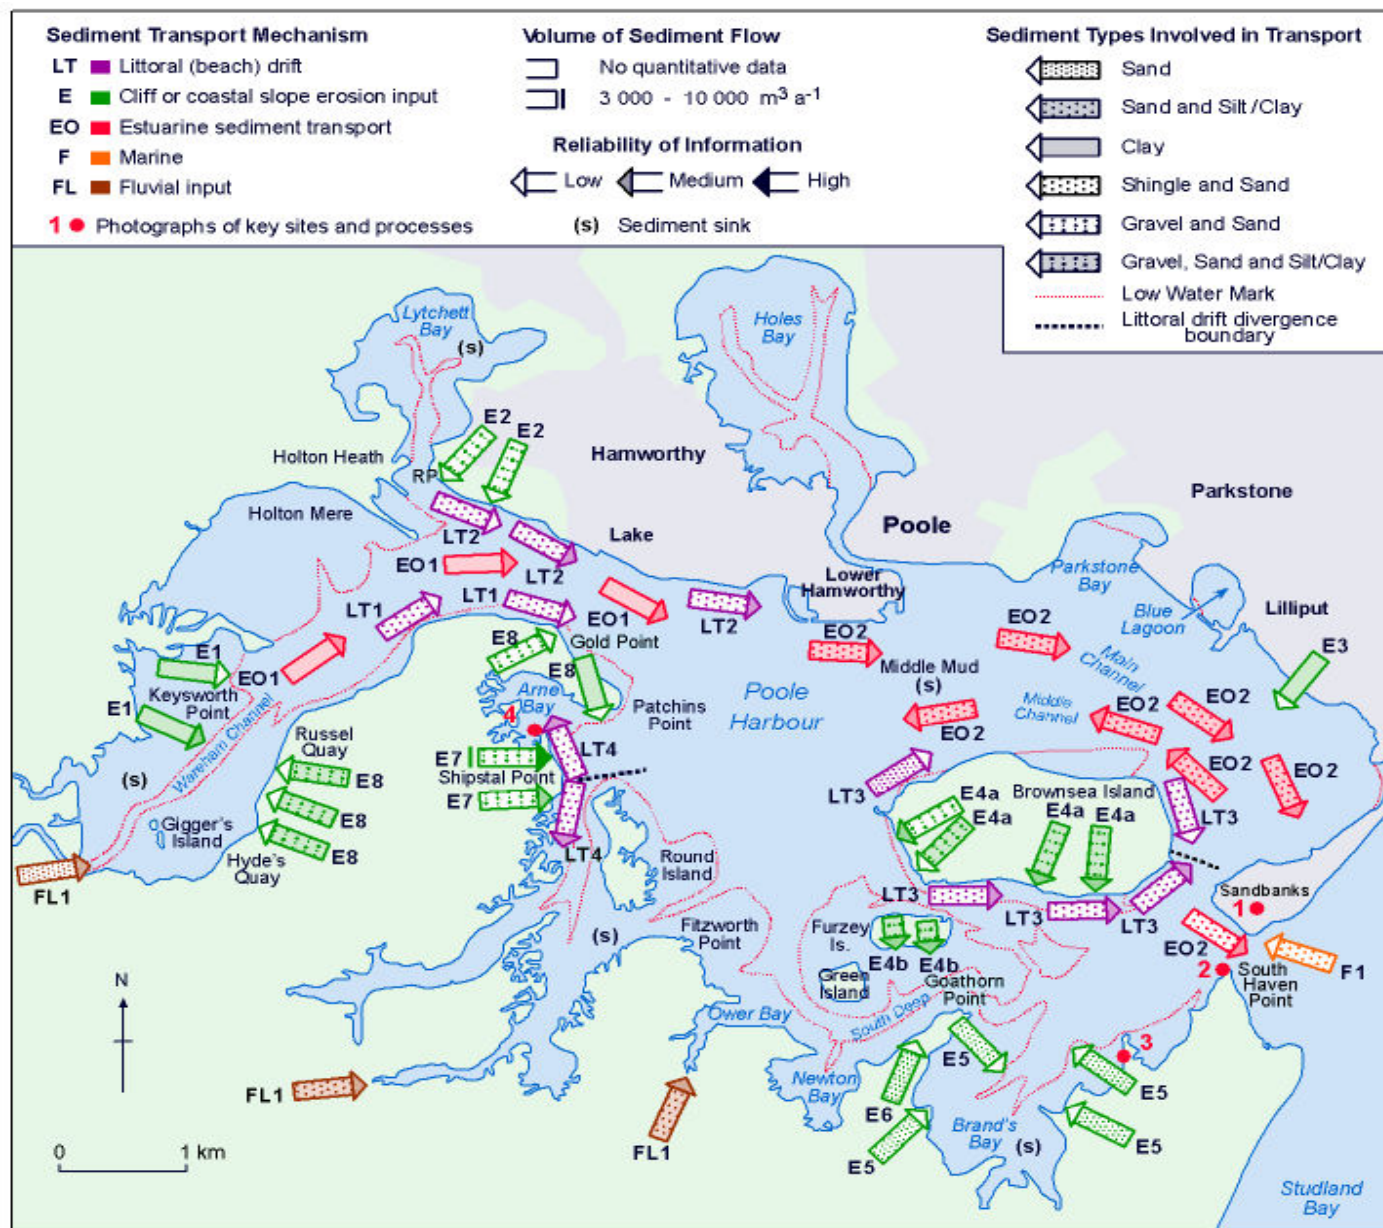 Sediment Transport Mechanism
LT Littoral (beach) drift
E Cliff or coastal slope erosion input
EO Estuarine sediment transport
F Marine
FL Fluvial input
1 Photographs of key sites and processes
Volume of Sediment Flow
No quantitative data
3 000 - 10 000 m³ a⁻¹
Reliability of Information
Low Medium High
(s) Sediment sink
Sediment Types Involved in Transport
Sand
Sand and Silt/Clay
Clay
Shingle and Sand
Gravel and Sand
Gravel, Sand and Silt/Clay
Low Water Mark
Littoral drift divergence
boundary
Lytchett
Bay
(s)
Holes
Bay
E2
E2
Hamworthy
Holton Heath
RP
Parkstone
Holton Mere
Poole
LT2
Lake
EO1
LT2
Parkstone
Bay
Lower
Hamworthy
Blue
Lagoon
Lilliput
LT1
LT1
EO1
LT2
EO2
EO2
E3
E8
Gold Point
E1
EO1
E8
Middle Mud
(s)
Main
Channel
Keysworth
Point
Arne
Bay
Patchins
Point
Poole
Harbour
Middle
Channel
EO2
EO2
E1
4
Russel
Quay
Wareham Channel
LT4
EO2
E7
Shipstal Point
EO2
EO2
(s)
E8
E7
LT3
E4a
Brownsea Island
E4a
E4a
E4a
LT3
Gigger's
Island
E8
Hyde's
Quay
E8
LT4
Round
Island
FL1
LT3
LT3
LT3
Sandbanks
1
Furzey
Is.
Fitzworth
Point
(s)
EO2
E4b
E4b
F1
2
South
Haven
Point
Green
Island
Goathorn
Point
N
Ower Bay
South Deep
3
E5
FL1
Newton
Bay
E6
E5
Brand's
Bay
(s)
E5
E5
FL1
0 1 km
Studland
Bay